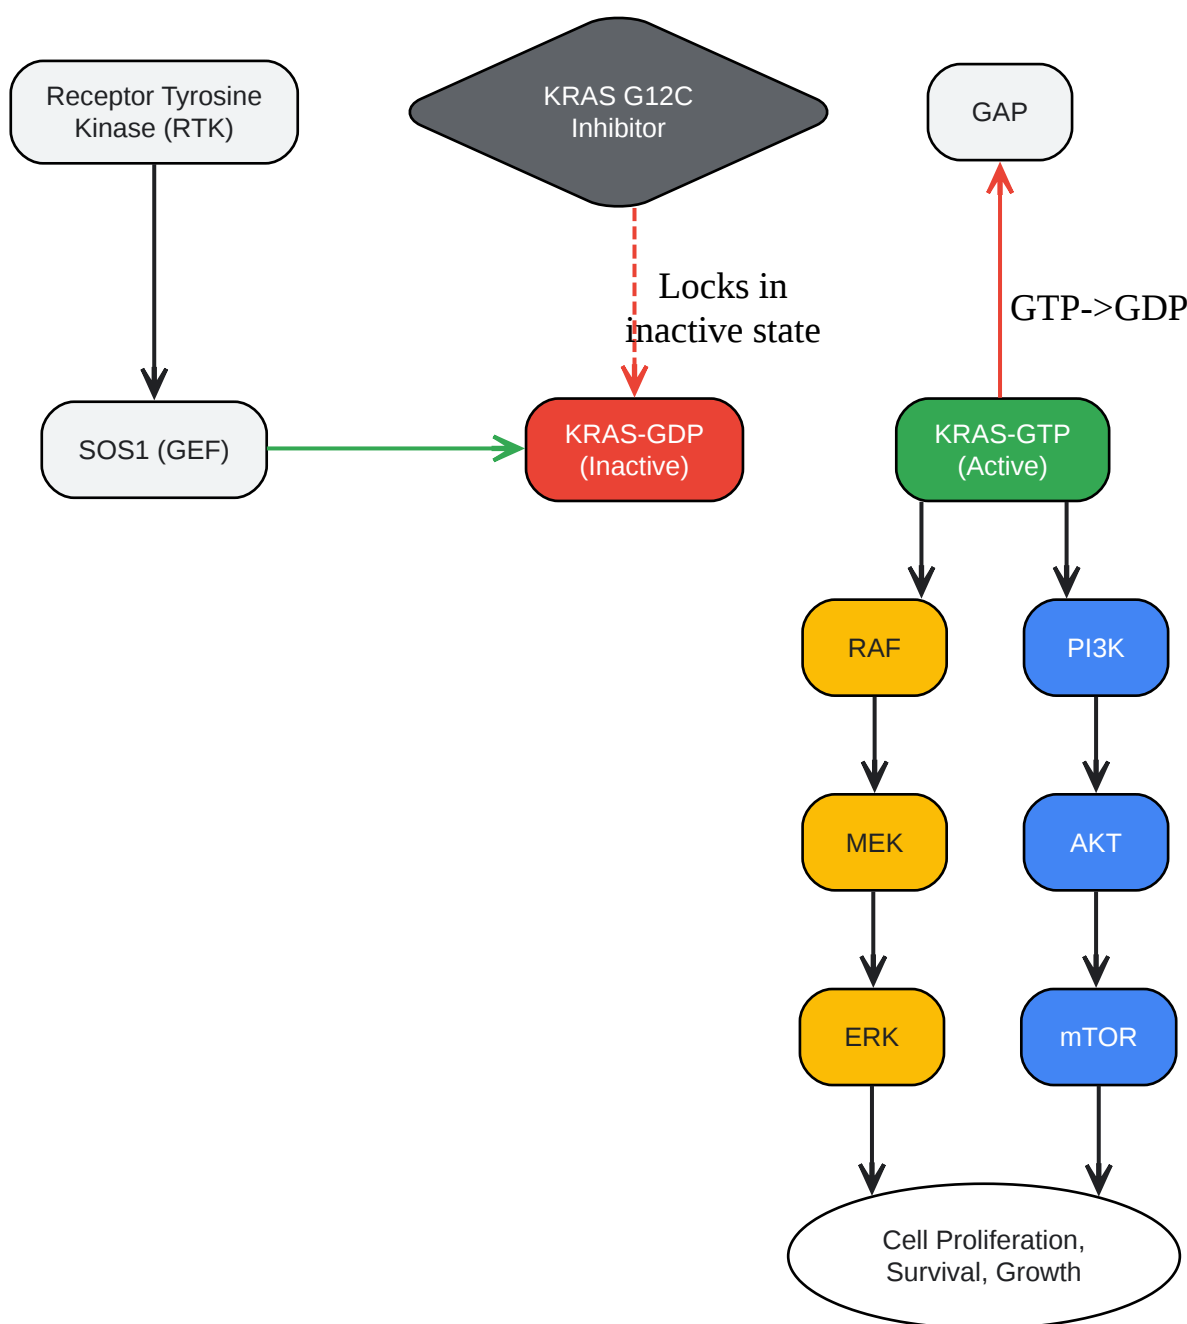 Receptor Tyrosine
Kinase (RTK)
KRAS G12C
Inhibitor
GAP
Locks in
inactive state
GTP->GDP
SOS1 (GEF)
KRAS-GDP
(Inactive)
KRAS-GTP
(Active)
RAF
PI3K
MEK
AKT
ERK
mTOR
Cell Proliferation,
Survival, Growth